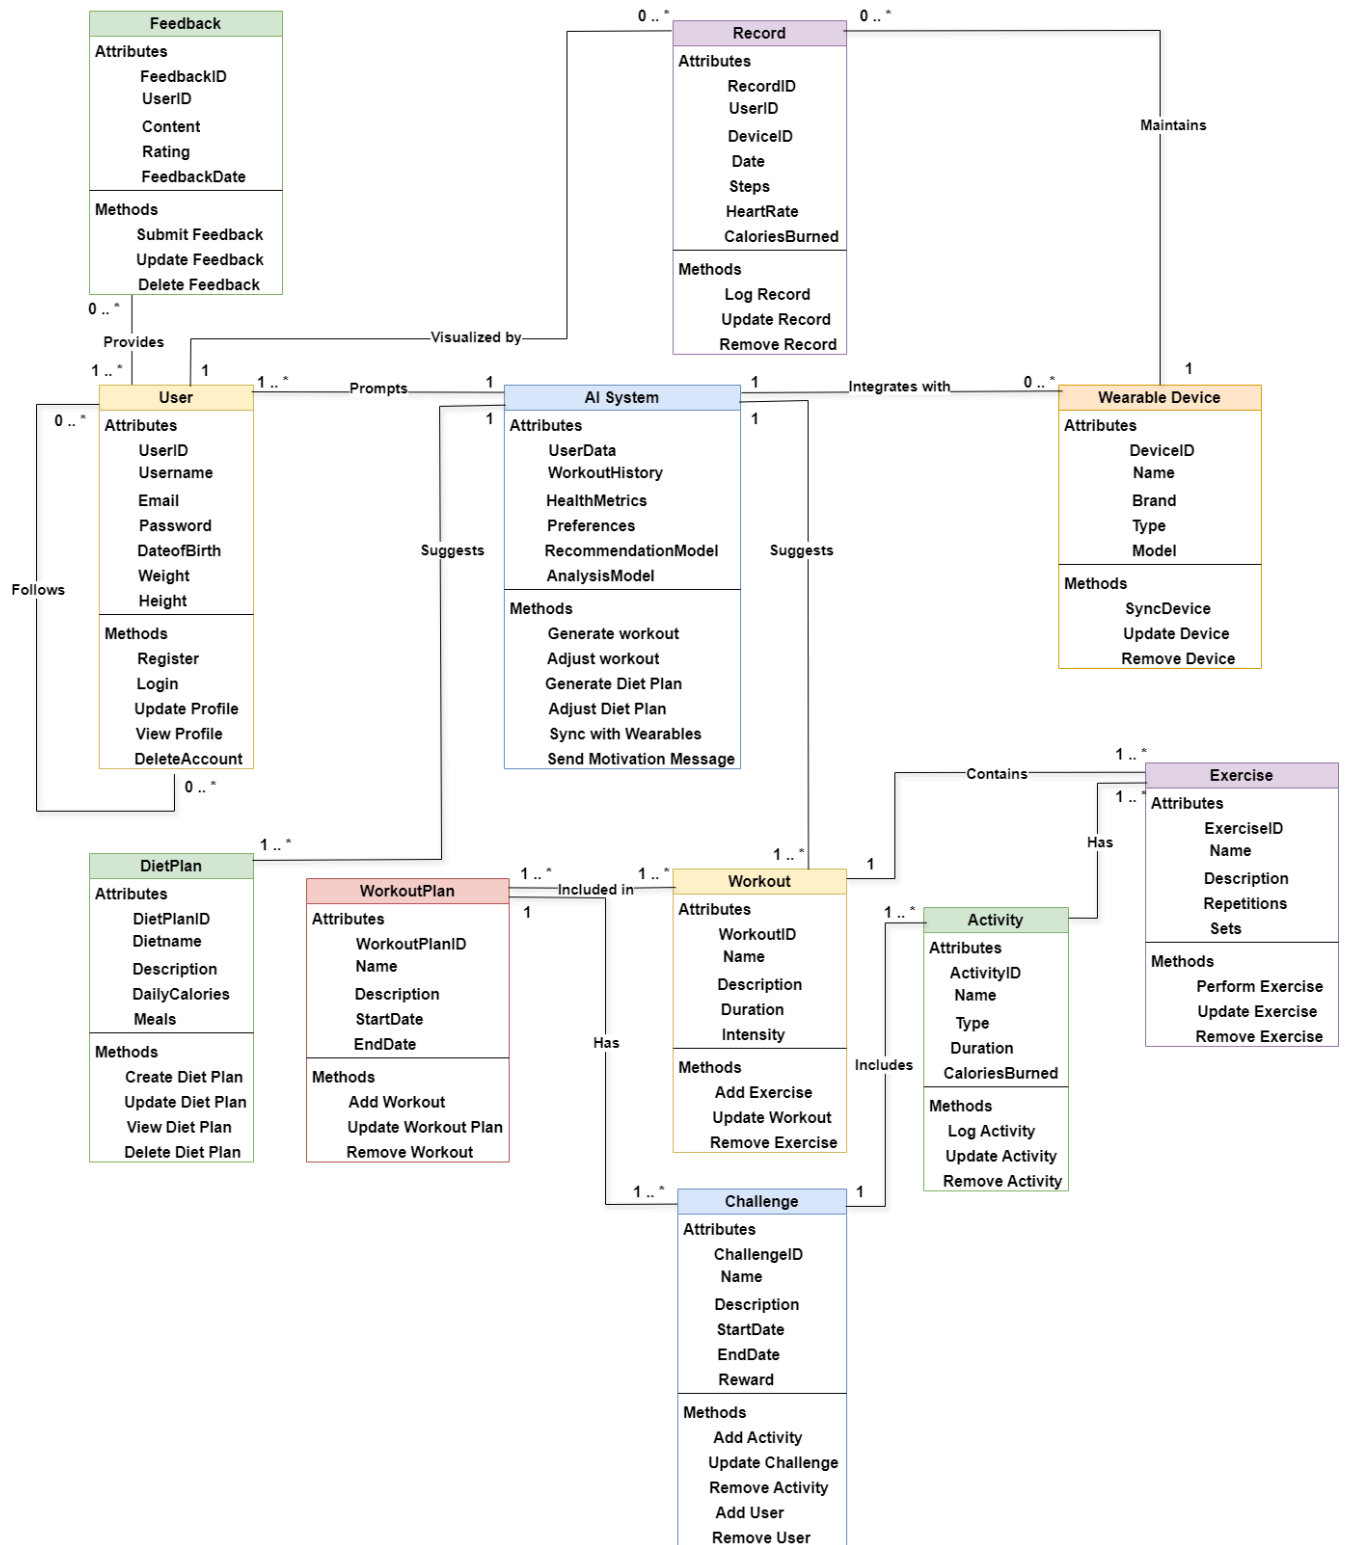 Feedback
Attributes
FeedbackID
UserID
Content
Rating
FeedbackDate
Methods
Submit Feedback
Update Feedback
Delete Feedback
0 .. *
Provides
1 .. *
0 .. *
Record
0 .. *
Attributes
RecordID
UserID
DeviceID
Date
Steps
HeartRate
CaloriesBurned
Methods
Log Record
Update Record
Remove Record
Maintains
Visualized by
1
1
User
1 .. *
Prompts
1
0 .. *
Attributes
UserID
Username
Email
Password
DateofBirth
Weight
Height
Methods
Register
Login
Update Profile
View Profile
DeleteAccount
Follows
0 .. *
AI System
1
1
1
Integrates with
0 .. *
Attributes
UserData
WorkoutHistory
HealthMetrics
Preferences
RecommendationModel
AnalysisModel
Methods
Generate workout
Adjust workout
Generate Diet Plan
Adjust Diet Plan
Sync with Wearables
Send Motivation Message
Suggests
Suggests
Wearable Device
Attributes
DeviceID
Name
Brand
Type
Model
Methods
SyncDevice
Update Device
Remove Device
1 .. *
DietPlan
Attributes
DietPlanID
Dietname
Description
DailyCalories
Meals
Methods
Create Diet Plan
Update Diet Plan
View Diet Plan
Delete Diet Plan
WorkoutPlan
1 .. *
Included in
1 .. *
1
Attributes
WorkoutPlanID
Name
Description
StartDate
EndDate
Methods
Add Workout
Update Workout Plan
Remove Workout
Has
1 .. *
1 .. *
Workout
1
Attributes
WorkoutID
Name
Description
Duration
Intensity
Methods
Add Exercise
Update Workout
Remove Exercise
Contains
1 .. *
Exercise
1 .. *
Has
Attributes
ExerciseID
Name
Description
Repetitions
Sets
Methods
Perform Exercise
Update Exercise
Remove Exercise
1 .. *
Activity
Attributes
ActivityID
Name
Type
Duration
CaloriesBurned
Methods
Log Activity
Update Activity
Remove Activity
Includes
Challenge
1
Attributes
ChallengeID
Name
Description
StartDate
EndDate
Reward
Methods
Add Activity
Update Challenge
Remove Activity
Add User
Remove User